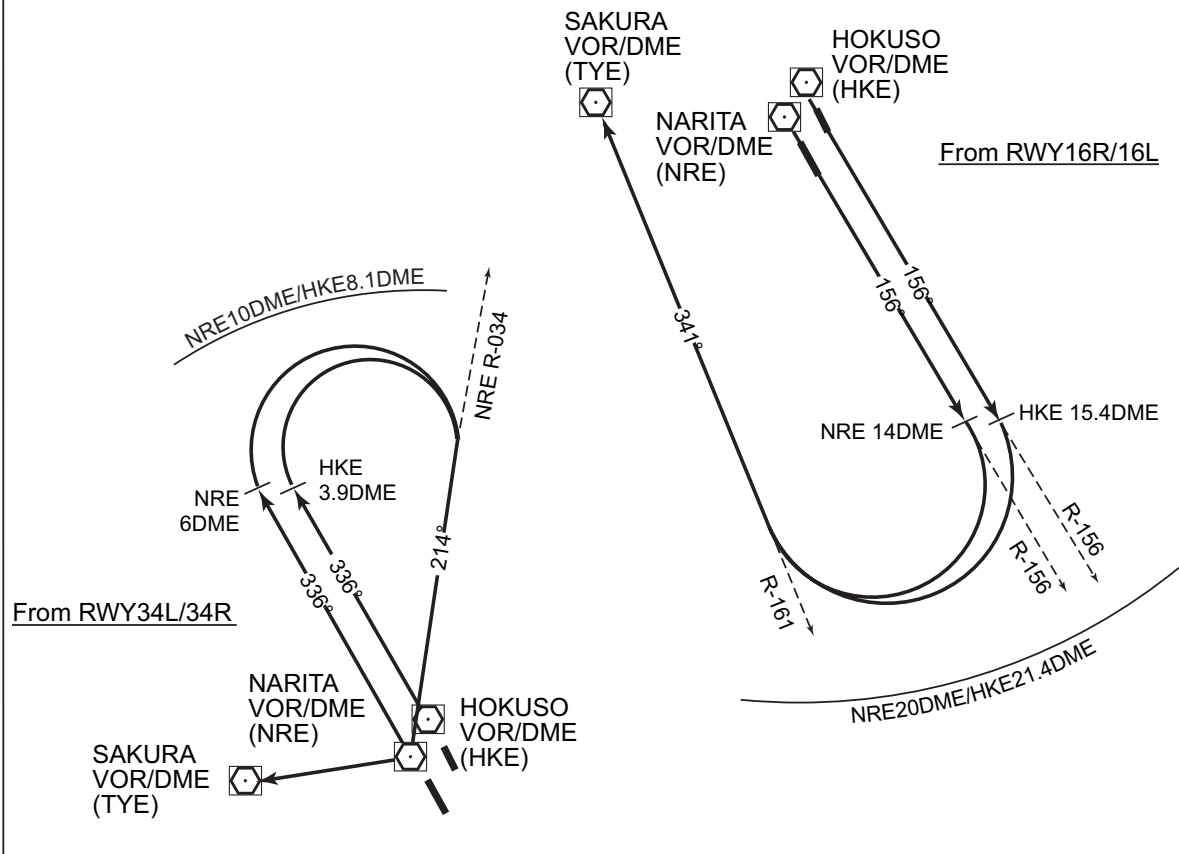 SAKURA
VOR/DME
(TYE)
HOKUSO
VOR/DME
(HKE)
NARITA
VOR/DME
(NRE)
From RWY16R/16L
156°
156°
341°
NRE 14DME
HKE 15.4DME
R-156
R-156
R-161
NRE20DME/HKE21.4DME
NRE10DME/HKE8.1DME
NRE R-034
HKE
3.9DME
NRE
6DME
214°
336°
336°
From RWY34L/34R
NARITA
VOR/DME
(NRE)
HOKUSO
VOR/DME
(HKE)
SAKURA
VOR/DME
(TYE)